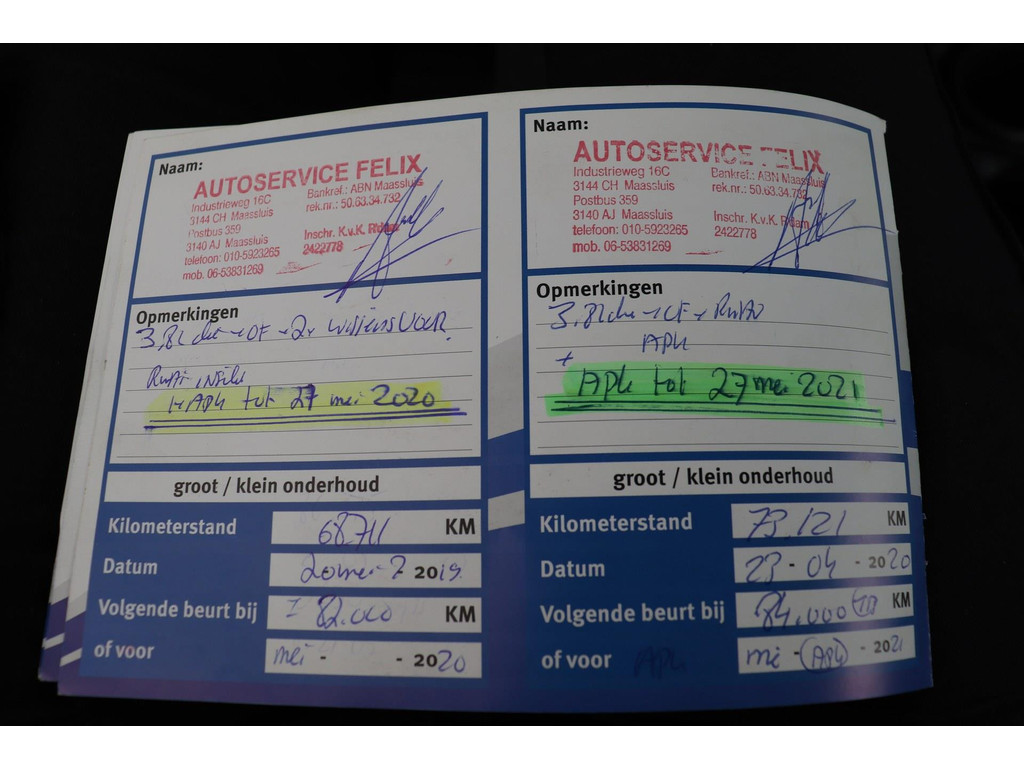 Naam:
AUTOSERVICE FELIX
Industrieweg 16C
Bankrel.: ABN Maassluis
3144 CH Maassluis
rek.nr.: 50.63.34.732
Postbus 359
3140 AJ Maassluis
Inschr. K.v.K. R'dam
telefoon: 010-5923265
2422778
mob. 06-53831269
Opmerkingen
APK tot 27 mei 2020
groot / klein onderhoud
Kilometerstand 68711 KM
Datum 2019
Volgende beurt bij 82.000 KM
of voor mei - - 2020
Naam:
AUTOSERVICE FELIX
Industrieweg 16C
Bankrel.: ABN Maassluis
3144 CH Maassluis
rek.nr.: 50.63.34.732
Postbus 359
3140 AJ Maassluis
Inschr. K.v.K. R'dam
telefoon: 010-5923265
2422778
mob. 06-53831269
Opmerkingen
APK
+
APK tot 27 mei 2021
groot / klein onderhoud
Kilometerstand 73.121 KM
Datum 23 - 04 - 2020
Volgende beurt bij 84.000 KM
of voor APK mei - APK - 2021